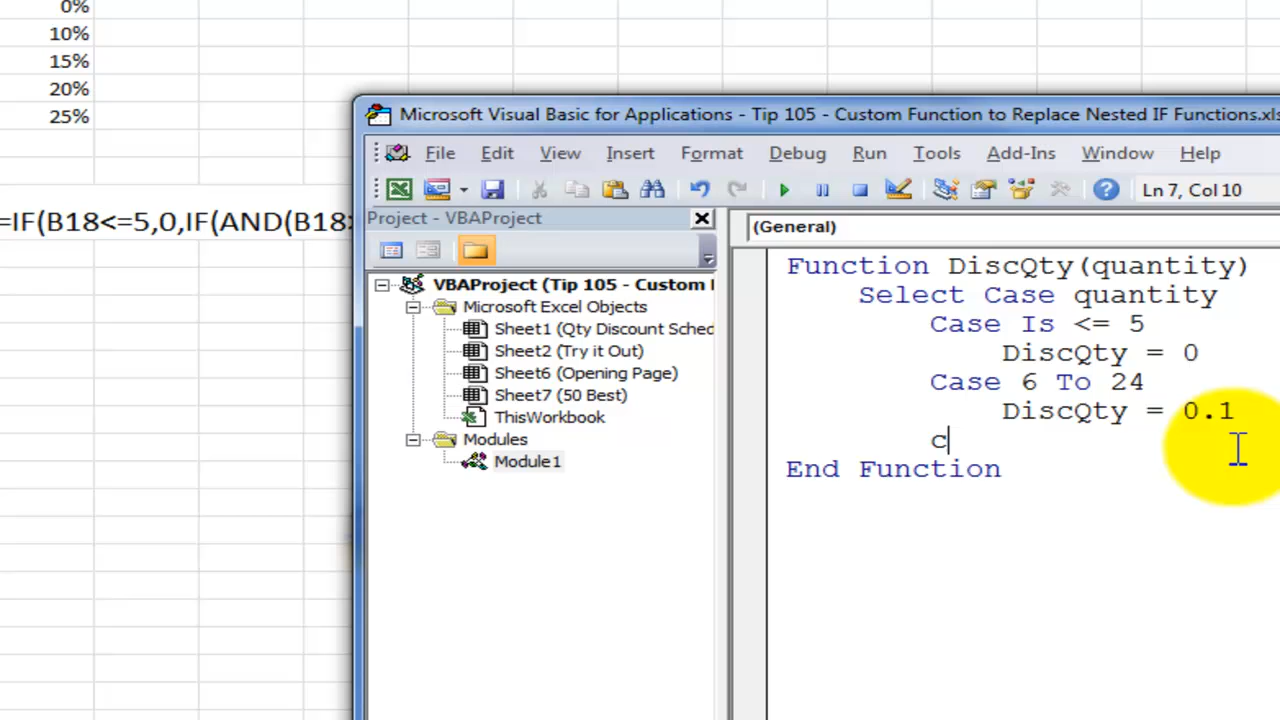 0%
10%
15%
20%
25%
=IF(B18<=5,0,IF(AND(B18
Microsoft Visual Basic for Applications - Tip 105 - Custom Function to Replace Nested IF Functions.xls
File Edit View Insert Format Debug Run Tools Add-Ins Window Help
Ln 7, Col 10
Project - VBAProject
(General)
VBAProject (Tip 105 - Custom
Microsoft Excel Objects
Sheet1 (Qty Discount Sched
Sheet2 (Try it Out)
Sheet6 (Opening Page)
Sheet7 (50 Best)
ThisWorkbook
Modules
Module1
Function DiscQty(quantity)
Select Case quantity
Case Is <= 5
DiscQty = 0
Case 6 To 24
DiscQty = 0.1
c
End Function